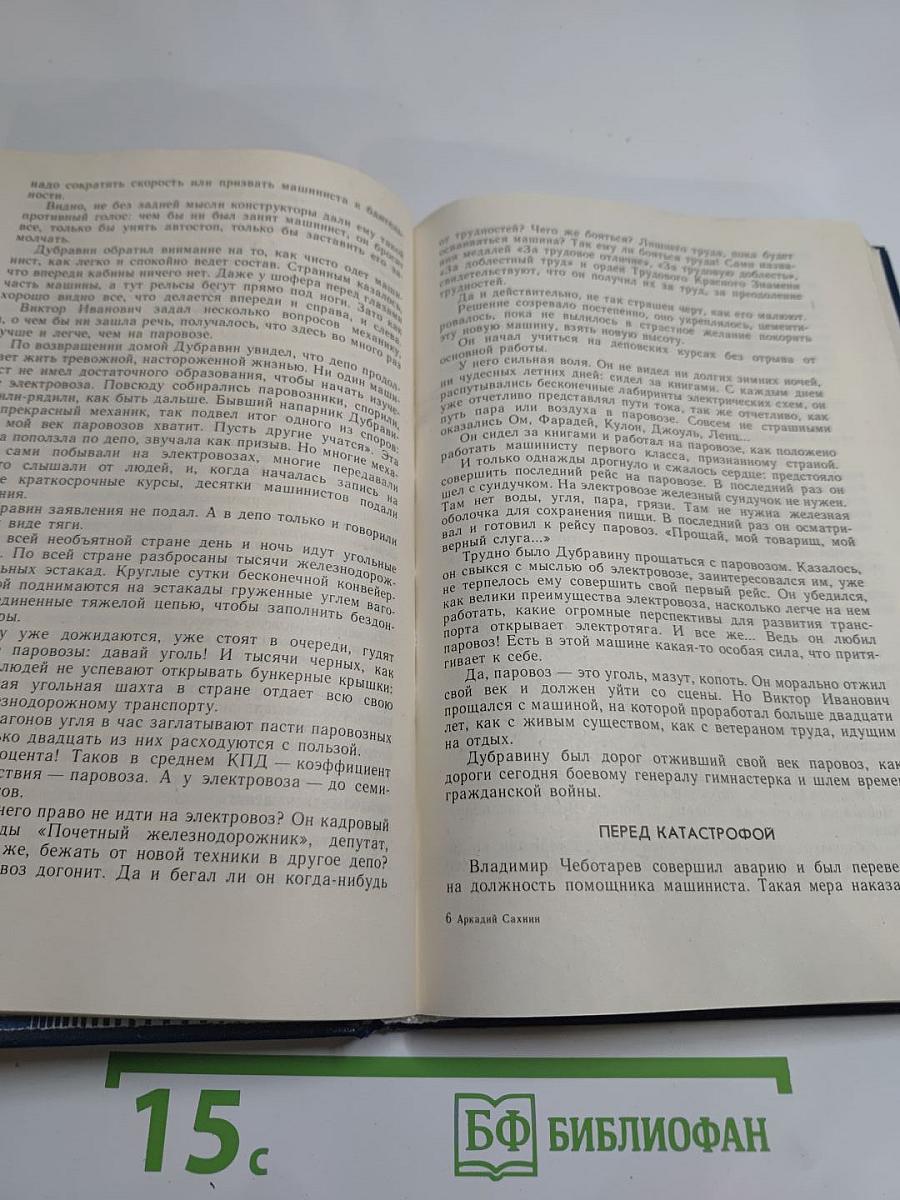 надо сократить скорость или призвать машиниста к бдитель-
ности.
Видно, не без задней мысли конструкторы дали ему такой
противный голос: чем бы ни был занят машинист, он бросит
все, только бы унять автостоп, только бы заставить его за-
молчать.
Дубравин обратил внимание на то, как чисто одет маши-
нист, как легко и спокойно ведет состав. Странным казалось,
что впереди кабины ничего нет. Даже у шофера перед глазами
часть машины, а тут рельсы бегут прямо под ноги. Зато как
хорошо видно все, что делается впереди и справа, и слева.
Виктор Иванович задал несколько вопросов механику,
о чем бы ни зашла речь, получалось, что здесь во много раз
учше и легче, чем на паровозе.
По возвращении домой Дубравин увидел, что депо продол-
ает жить тревожной, настороженной жизнью. Ни один маши-
ст не имел достаточного образования, чтобы начать изуче-
е электровоза. Повсюду собирались паровозники, спорили,
или-рядили, как быть дальше. Бывший напарник Дубрави-
прекрасный механик, так подвел итог одного из споров:
мой век паровозов хватит. Пусть другие учатся». Эта
а поползла по депо, звучала как призыв. Но многие меха-
сами побывали на электровозах, многие передавали
то слышали от людей, и, когда началась запись на
е краткосрочные курсы, десятки машинистов подали
ния.
равин заявления не подал. А в депо только и говорили
виде тяги.
всей необъятной стране день и ночь идут угольные
. По всей стране разбросаны тысячи железнодорож-
льных эстакад. Круглые сутки бесконечной конвейер-
ой поднимаются на эстакады груженные углем ваго-
единенные тяжелой цепью, чтобы заполнить бездон-
ры.
у уже дожидаются, уже стоят в очереди, гудят
паровозы: давай уголь! И тысячи черных, как
людей не успевают открывать бункерные крышки:
ая угольная шахта в стране отдает всю свою
езнодорожному транспорту.
агонов угля в час заглатывают пасти паровозных
ько двадцать из них расходуются с пользой.
оцента! Таков в среднем КПД — коэффициент
ствия — паровоза. А у электровоза — до семи-
ов.
него право не идти на электровоз? Он кадровый
ды «Почетный железнодорожник», депутат,
же, бежать от новой техники в другое депо?
воз догонит. Да и бегал ли он когда-нибудь
от трудностей? Чего же бояться? Лишнего труда, пока будет
осваиваться машина? Так ему ли бояться труда! Сами назва-
ния медалей «За трудовое отличие», «За трудовую доблесть»,
«За доблестный труд» и орден Трудового Красного Знамени
свидетельствуют, что он получил их за труд, за преодоление
трудностей.
Да и действительно, не так страшен черт, как его малюют.
Решение созревало постепенно, оно укреплялось, цементи-
ровалось, пока не вылилось в страстное желание покорить
эту новую машину, взять новую высоту.
Он начал учиться на деповских курсах без отрыва от
основной работы.
У него сильная воля. Он не видел ни долгих зимних ночей,
ни чудесных летних дней: сидел за книгами. С каждым днем
распутывались бесконечные лабиринты электрических схем, он
уже отчетливо представлял пути тока, так же отчетливо, как
путь пара или воздуха в паровозе. Совсем не страшными
оказались Ом, Фарадей, Кулон, Джоуль, Ленц...
Он сидел за книгами и работал на паровозе, как положено
работать машинисту первого класса, признанному страной.
И только однажды дрогнуло и сжалось сердце: предстояло
совершить последний рейс на паровозе. В последний раз он
шел с сундучком. На электровозе железный сундучок не нужен.
Там нет воды, угля, пара, грязи. Там не нужна железная
оболочка для сохранения пищи. В последний раз он осматри-
вал и готовил к рейсу паровоз. «Прощай, мой товарищ, мой
верный слуга...»
Трудно было Дубравину прощаться с паровозом. Казалось,
он свыкся с мыслью об электровозе, заинтересовался им, уже
не терпелось ему совершить свой первый рейс. Он убедился,
как велики преимущества электровоза, насколько легче на нем
работать, какие огромные перспективы для развития транс-
порта открывает электротяга. И все же... Ведь он любил
паровоз! Есть в этой машине какая-то особая сила, что притя-
гивает к себе.
Да, паровоз — это уголь, мазут, копоть. Он морально отжил
свой век и должен уйти со сцены. Но Виктор Иванович
прощался с машиной, на которой проработал больше двадцати
лет, как с живым существом, как с ветераном труда, идущим
на отдых.
Дубравину был дорог отживший свой век паровоз, как
дороги сегодня боевому генералу гимнастерка и шлем времен
гражданской войны.
ПЕРЕД КАТАСТРОФОЙ
Владимир Чеботарев совершил аварию и был переве
на должность помощника машиниста. Такая мера наказа
6 Аркадий Сахнин
15 с
БФ БИБЛИОФАН